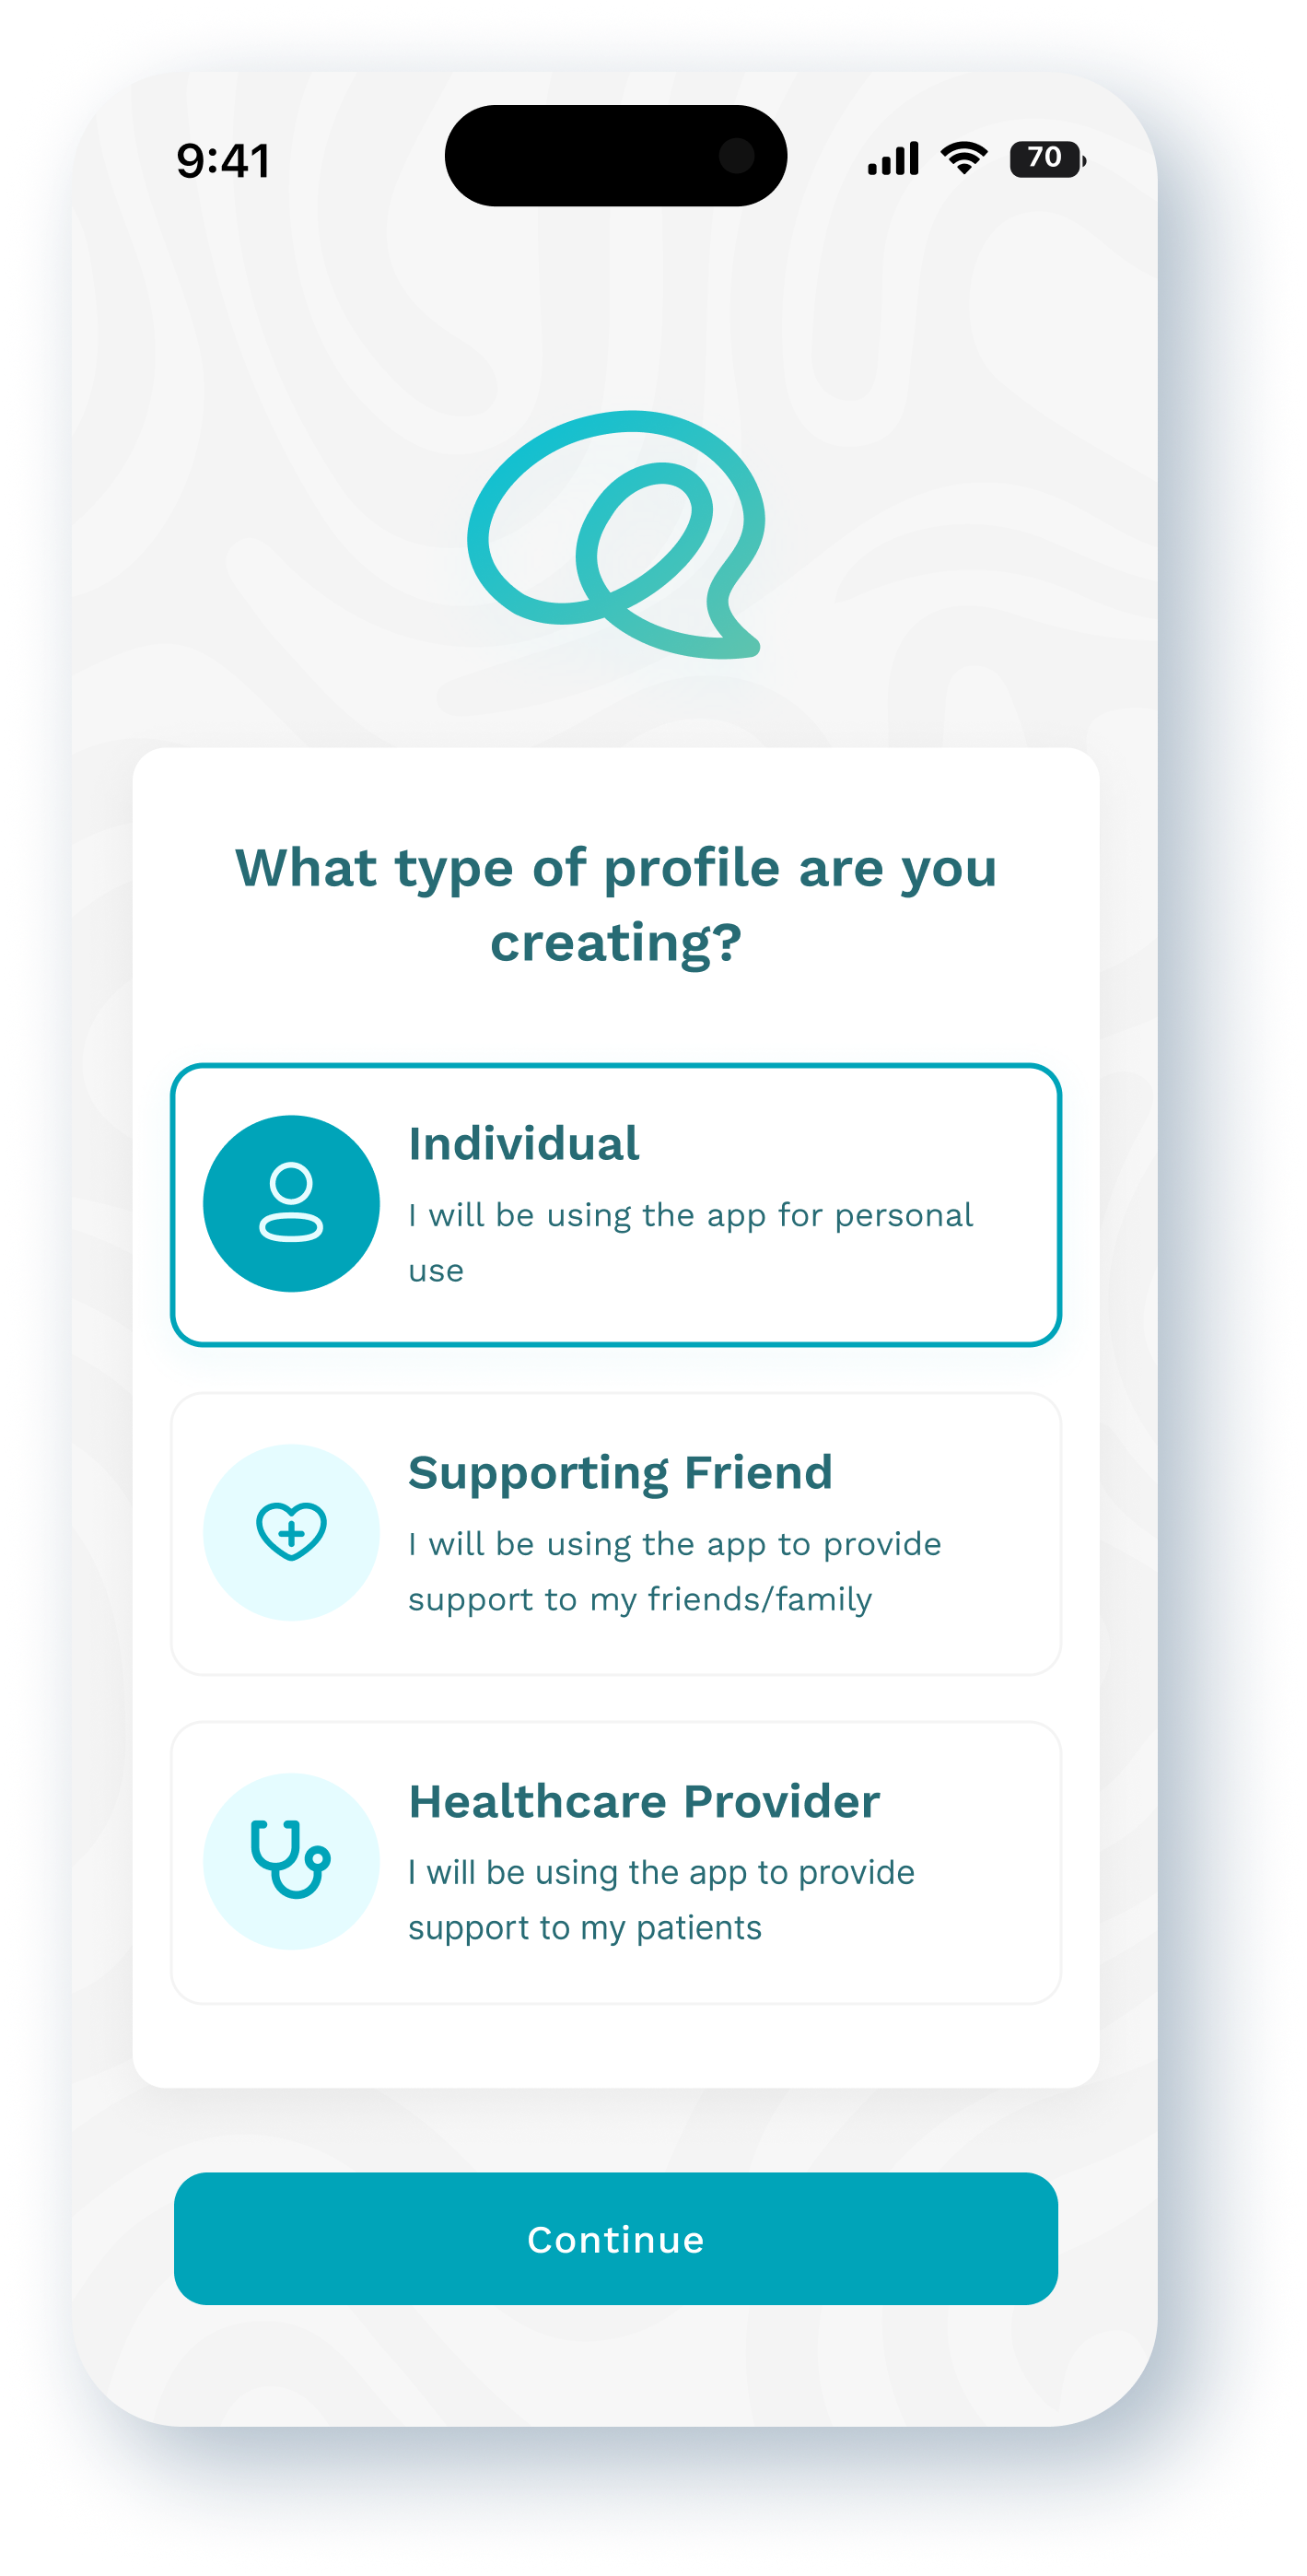 9:41
70
What type of profile are you
creating?
Individual
I will be using the app for personal
use
Supporting Friend
I will be using the app to provide
support to my friends/family
Healthcare Provider
I will be using the app to provide
support to my patients
Continue